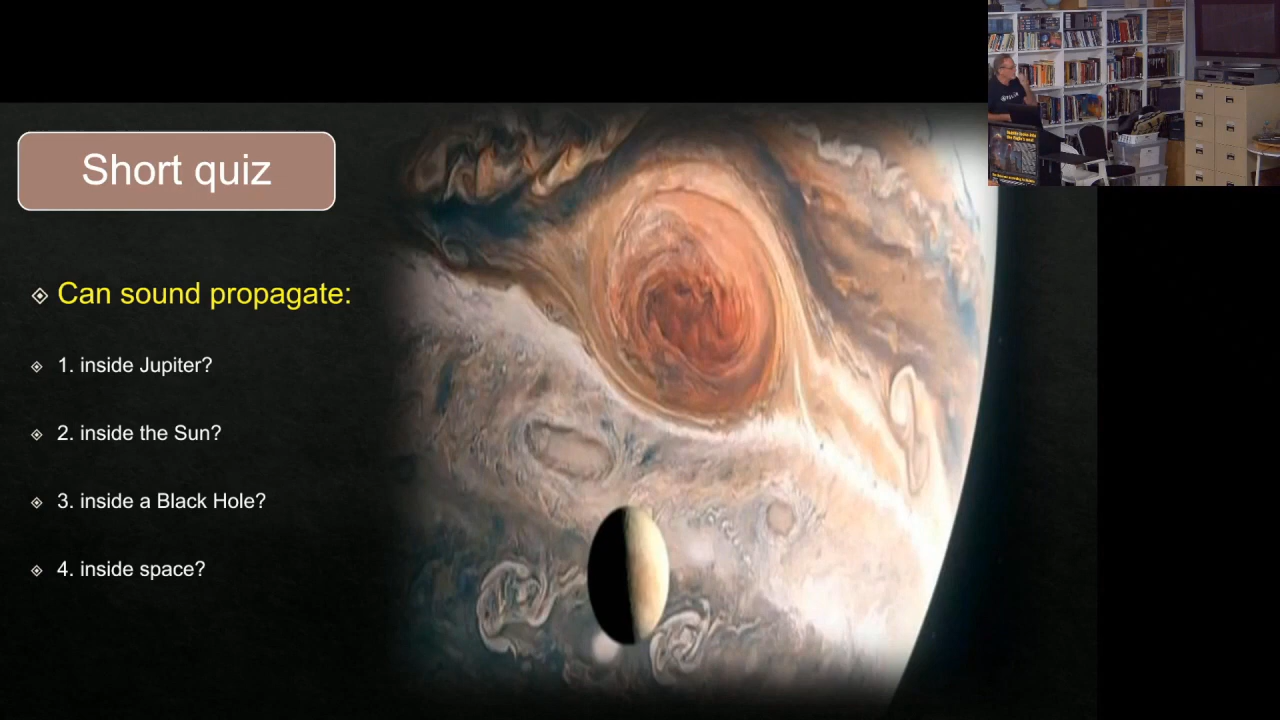 Short quiz
Can sound propagate:
1. inside Jupiter?
2. inside the Sun?
3. inside a Black Hole?
4. inside space?